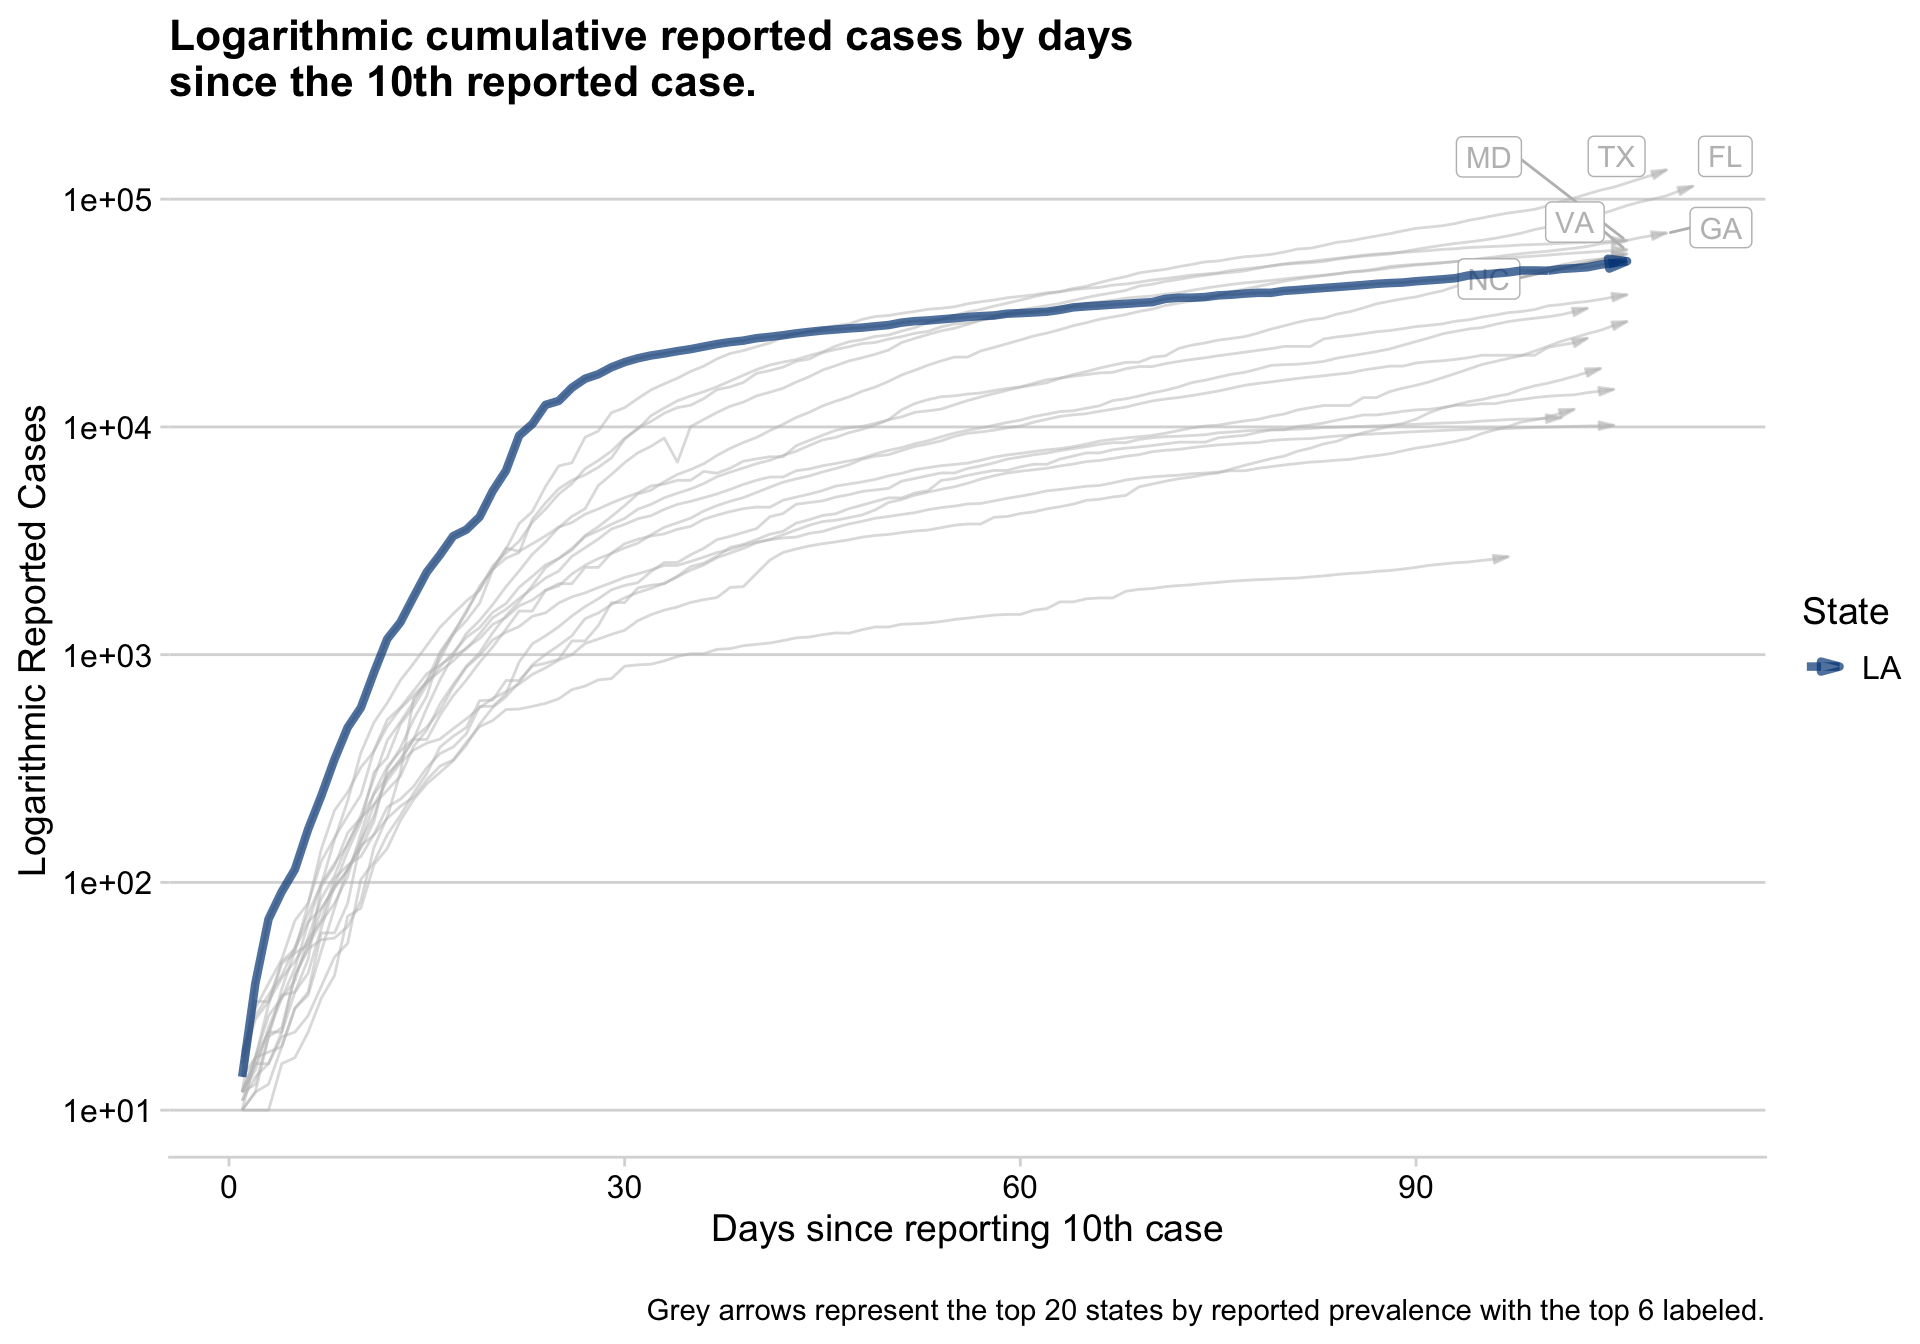 Logarithmic cumulative reported cases by days
since the 10th reported case.
MD
TX
FL
VA
GA
NC
1e+05
1e+04
1e+03
1e+02
1e+01
Logarithmic Reported Cases
0
30
60
90
Days since reporting 10th case
State
LA
Grey arrows represent the top 20 states by reported prevalence with the top 6 labeled.